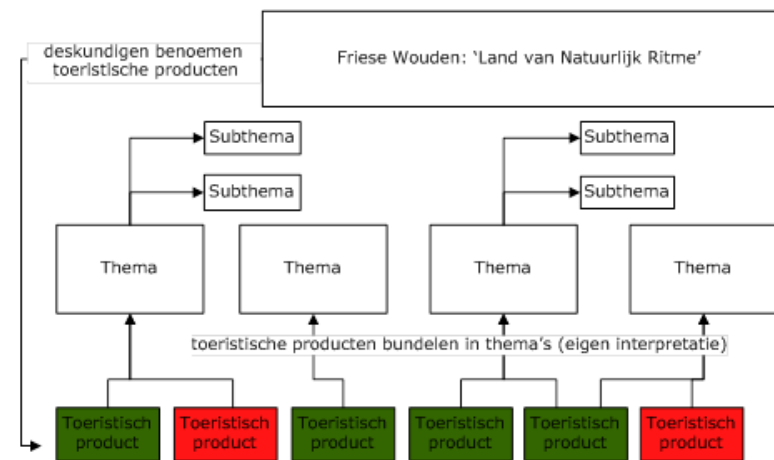 deskundigen benoemen
toeristische producten
Friese Wouden: ‘Land van Natuurlijk Ritme’
Subthema
Subthema
Subthema
Subthema
Thema
Thema
Thema
Thema
toeristische producten bundelen in thema’s (eigen interpretatie)
Toeristisch
product
Toeristisch
product
Toeristisch
product
Toeristisch
product
Toeristisch
product
Toeristisch
product